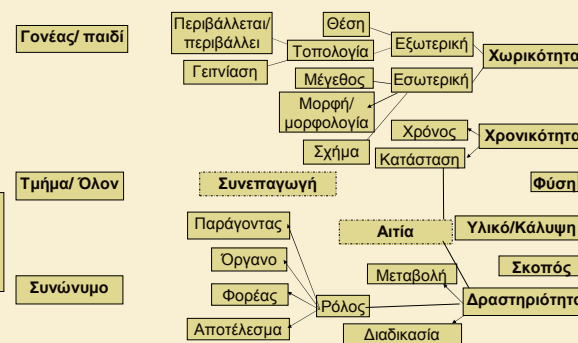 Γονέας/ παιδί
Περιβάλλεται/
περιβάλλει
Θέση
Τοπολογία
Εξωτερική
Γειτνίαση
Μέγεθος
Εσωτερική
Χωρικότητα
Μορφή/
μορφολογία
Σχήμα
Χρόνος
Χρονικότητα
Κατάσταση
Τμήμα/ Όλον
Συνεπαγωγή
Φύση
Παράγοντας
Αιτία
Υλικό/Κάλυψη
Όργανο
Μεταβολή
Σκοπός
Συνώνυμο
Φορέας
Ρόλος
Δραστηριότητα
Αποτέλεσμα
Διαδικασία